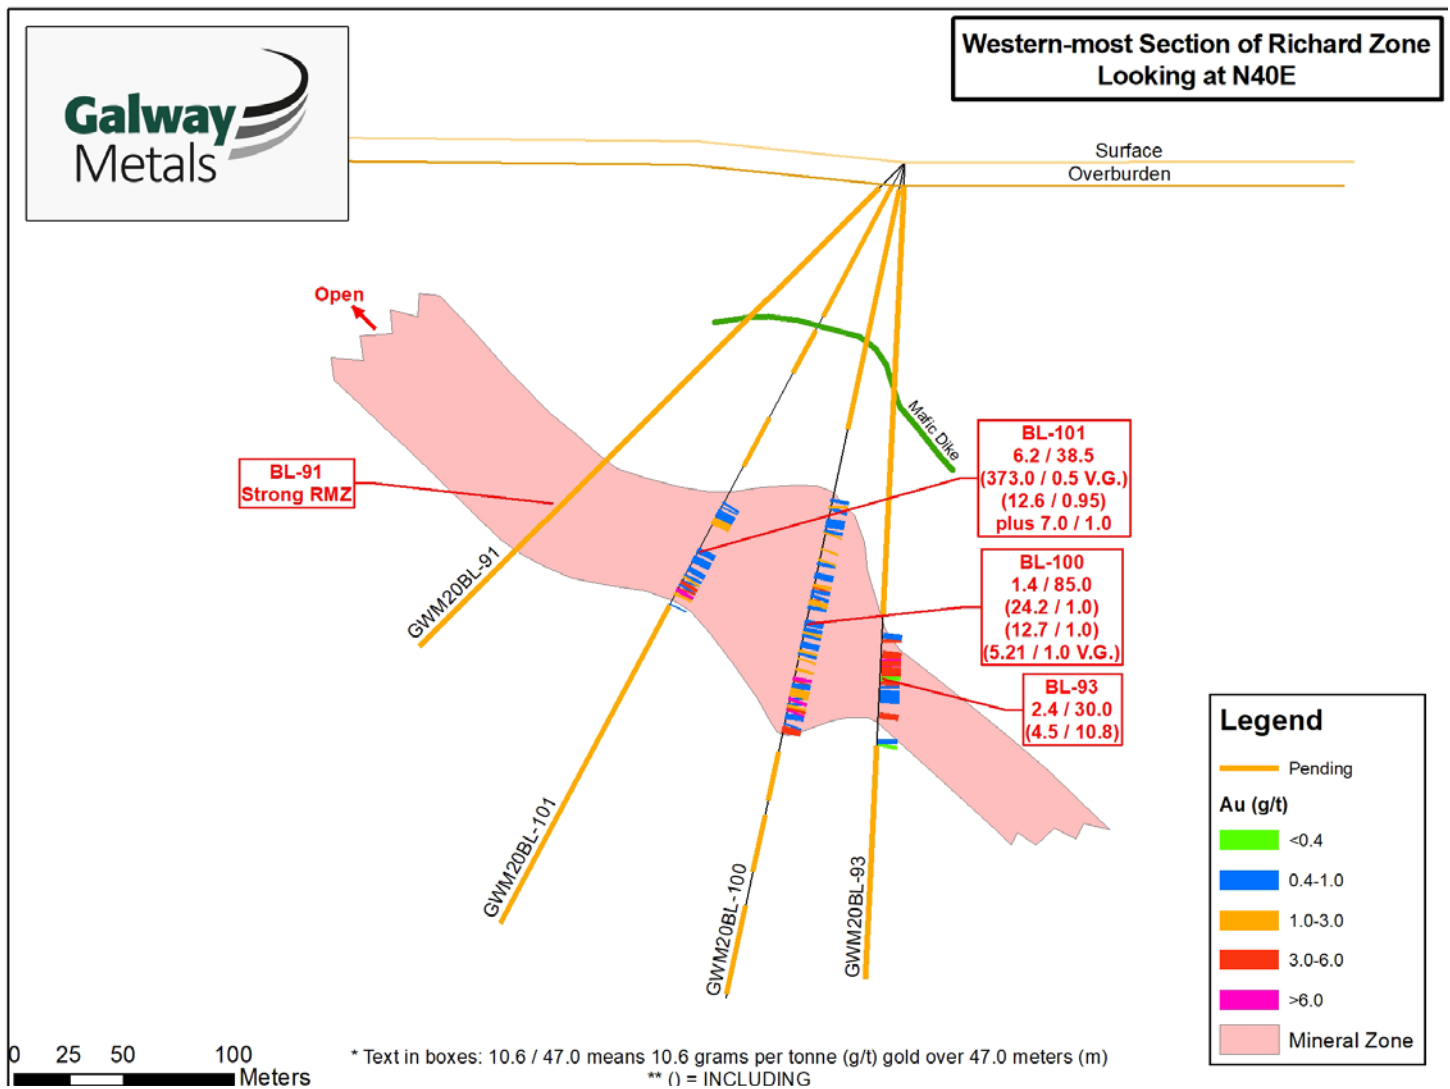 Galway
Metals
Western-most Section of Richard Zone
Looking at N40E
Surface
Overburden
Open
Mafic Dike
BL-101
6.2 / 38.5
(373.0 / 0.5 V.G.)
(12.6 / 0.95)
plus 7.0 / 1.0
BL-91
Strong RMZ
BL-100
1.4 / 85.0
(24.2 / 1.0)
(12.7 / 1.0)
(5.21 / 1.0 V.G.)
BL-93
2.4 / 30.0
(4.5 / 10.8)
GWM20BL-91
GWM20BL-101
GWM20BL-100
GWM20BL-93
Legend
Pending
Au (g/t)
<0.4
0.4-1.0
1.0-3.0
3.0-6.0
>6.0
Mineral Zone
0 25 50 100
Meters
* Text in boxes: 10.6 / 47.0 means 10.6 grams per tonne (g/t) gold over 47.0 meters (m)
** () = INCLUDING